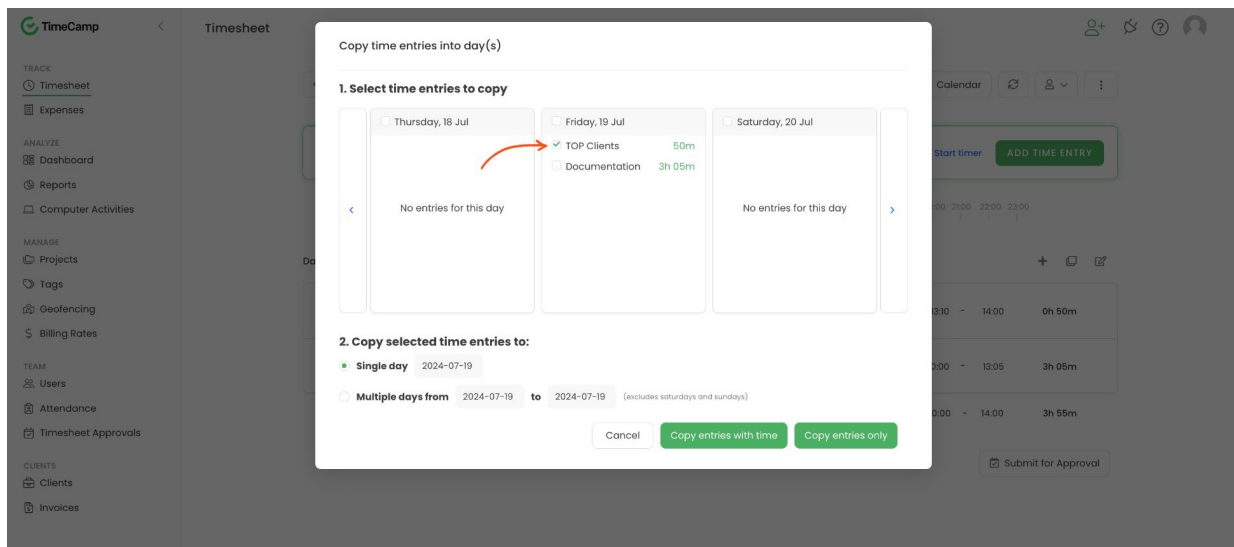 TimeCamp
Timesheet
TRACK
Timesheet
Expenses
ANALYZE
Dashboard
Reports
Computer Activities
MANAGE
Projects
Tags
Geofencing
Billing Rates
TEAM
Users
Attendance
Timesheet Approvals
CLIENTS
Clients
Invoices
Copy time entries into day(s)
1. Select time entries to copy
Thursday, 18 Jul
No entries for this day
Friday, 19 Jul
TOP Clients 50m
Documentation 3h 05m
Saturday, 20 Jul
No entries for this day
2. Copy selected time entries to:
Single day 2024-07-19
Multiple days from 2024-07-19 to 2024-07-19 (excludes saturdays and sundays)
Cancel Copy entries with time Copy entries only
Calendar
Start timer ADD TIME ENTRY
21:00 22:00 23:00
13:10 - 14:00 0h 50m
- 13:05 3h 05m
- 14:00 3h 55m
Submit for Approval